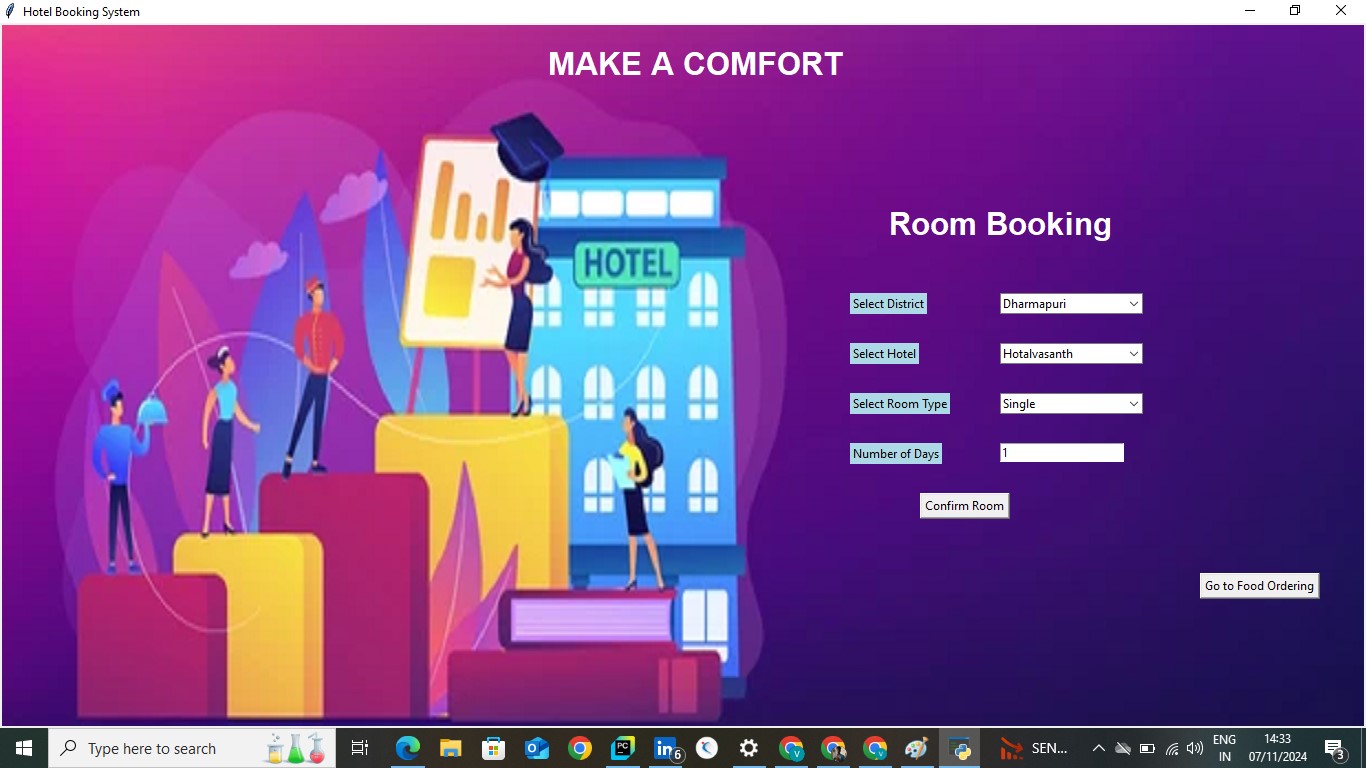 Hotel Booking System
MAKE A COMFORT
HOTEL
Room Booking
Select District
Dharmapuri
Select Hotel
Hotalvasanth
Select Room Type
Single
Number of Days
1
Confirm Room
Go to Food Ordering
Type here to search
PC
in
6
V
V
SEN...
ENG
IN
14:33
07/11/2024
3